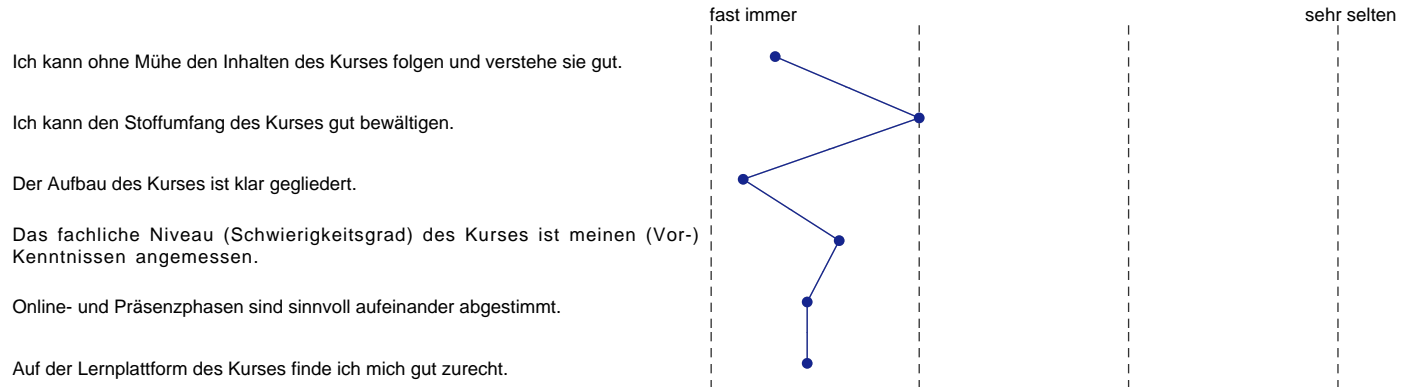 fast immer sehr selten
Ich kann ohne Mühe den Inhalten des Kurses folgen und verstehe sie gut.
Ich kann den Stoffumfang des Kurses gut bewältigen.
Der Aufbau des Kurses ist klar gegliedert.
Das fachliche Niveau (Schwierigkeitsgrad) des Kurses ist meinen (Vor-)
Kenntnissen angemessen.
Online- und Präsenzphasen sind sinnvoll aufeinander abgestimmt.
Auf der Lernplattform des Kurses finde ich mich gut zurecht.